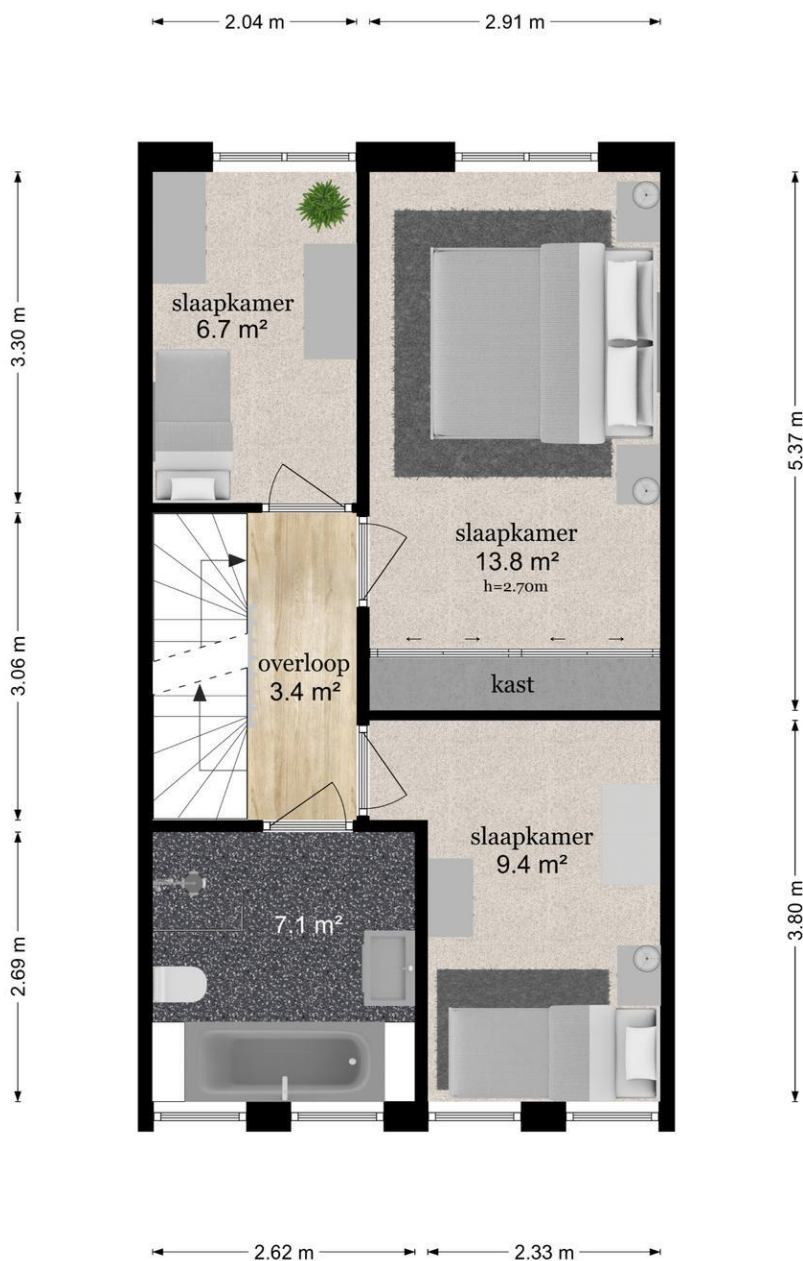 2.04 m
2.91 m
3.30 m
slaapkamer
6.7 m²
5.37 m
slaapkamer
13.8 m²
h=2.70m
3.06 m
overloop
3.4 m²
kast
slaapkamer
9.4 m²
3.80 m
7.1 m²
2.69 m
2.62 m
2.33 m